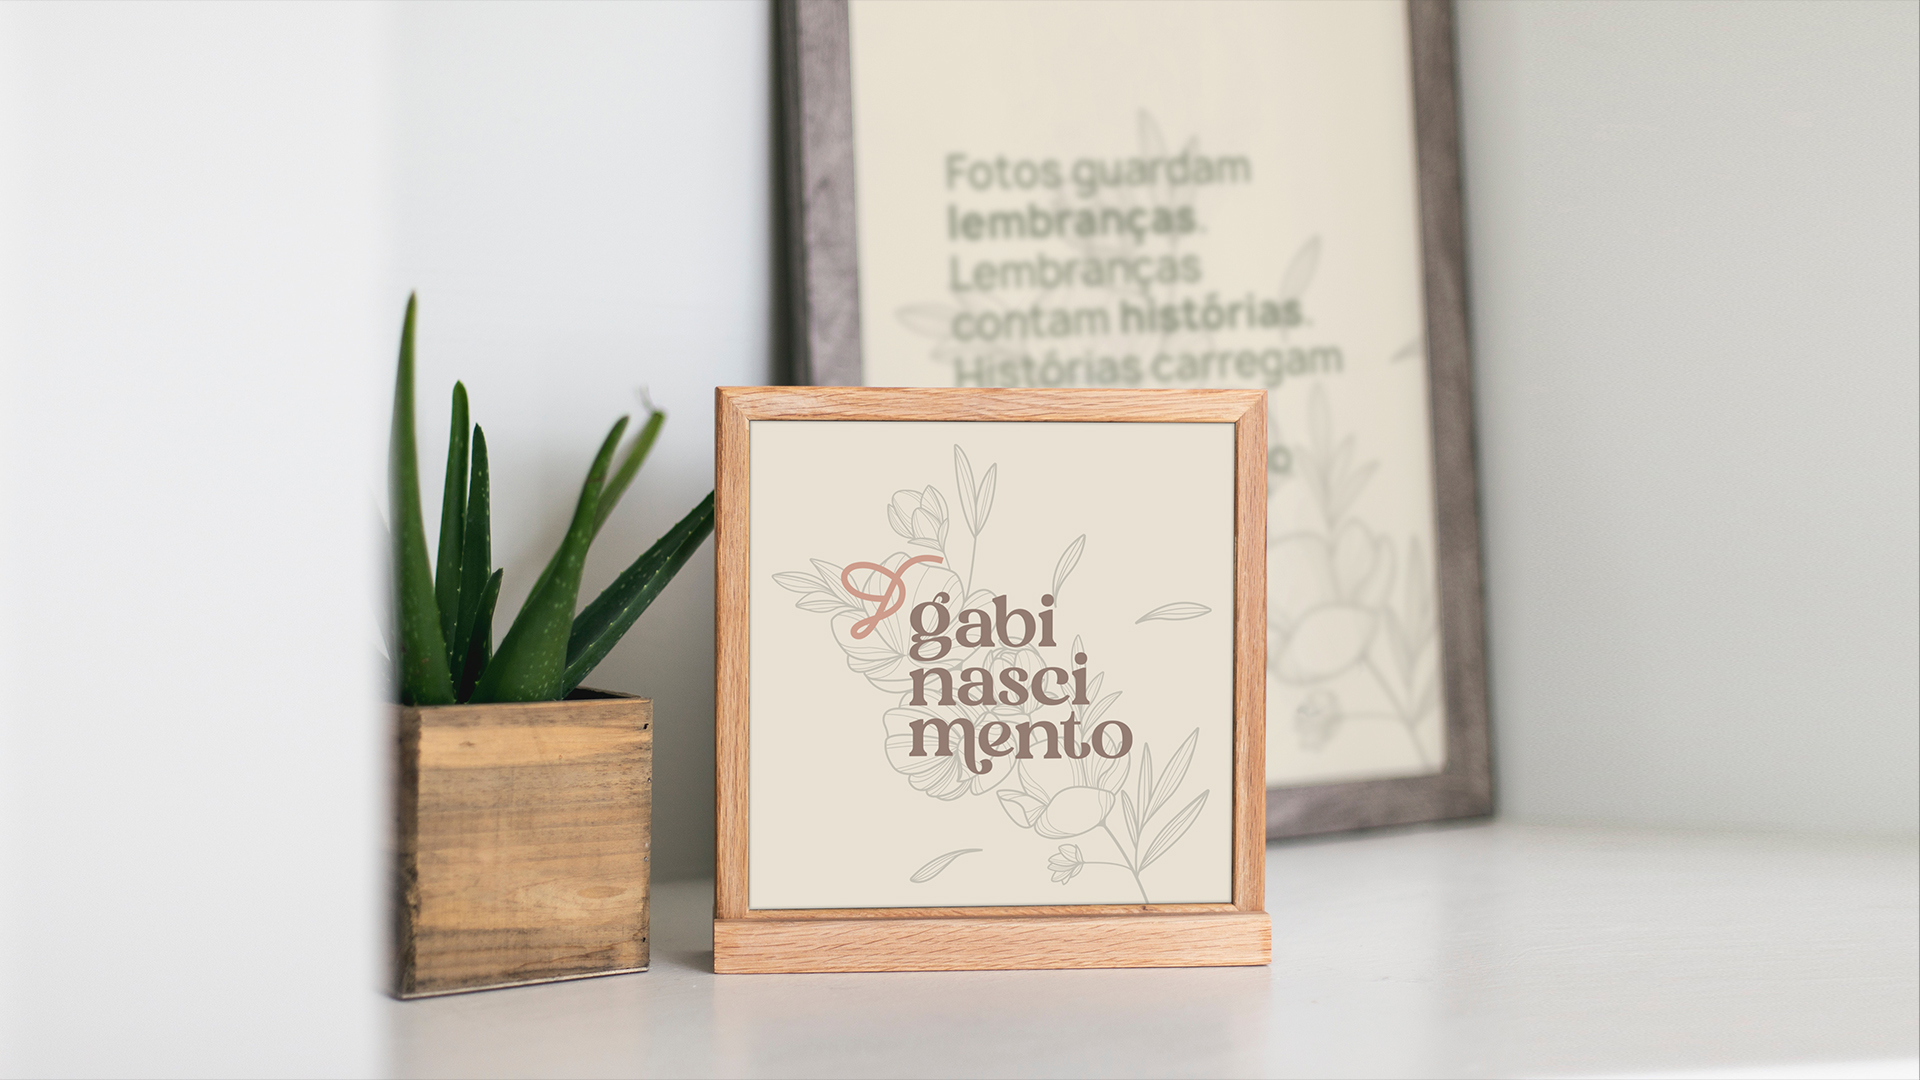 Fotos guardam
lembranças.
Lembranças
contam histórias.
Histórias carregam
gabi
nasci
mento